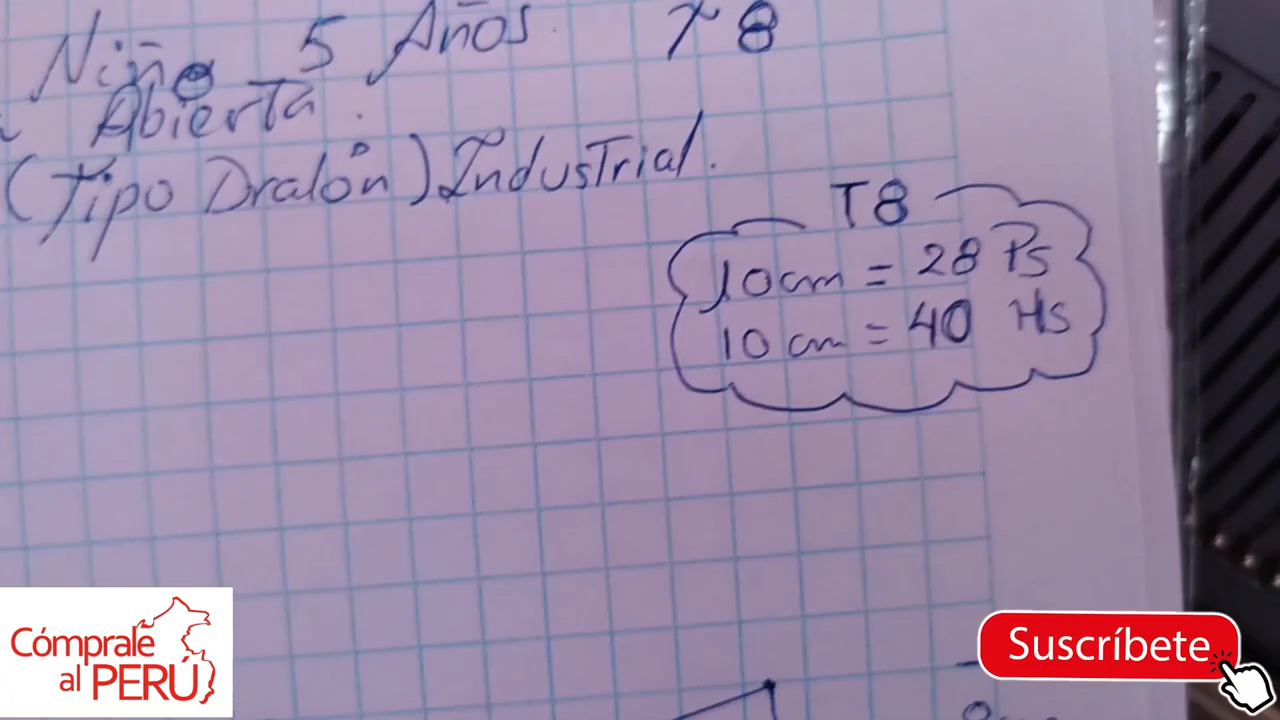 Niño 5 Años. T 8
Abierta.
(Tipo Dralón) Industrial.
T8
10 cm = 28 Ps
10 cm = 40 Hs
Cómprale
al PERÚ
Suscríbete